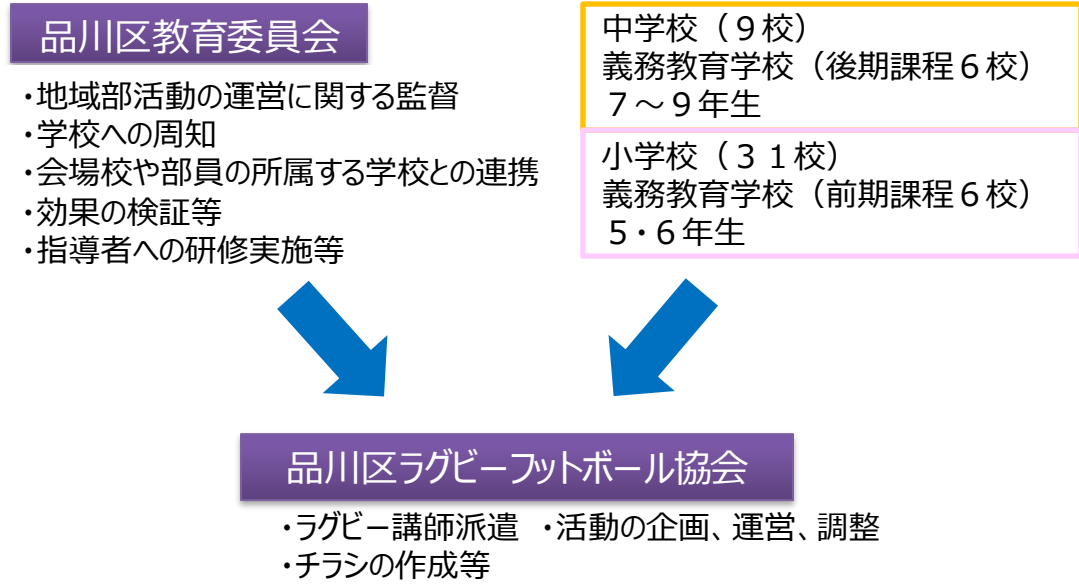 品川区教育委員会
・地域部活動の運営に関する監督
・学校への周知
・会場校や部員の所属する学校との連携
・効果の検証等
・指導者への研修実施等
中学校（９校）
義務教育学校（後期課程６校）
７～９年生
小学校（３１校）
義務教育学校（前期課程６校）
５・６年生
品川区ラグビーフットボール協会
・ラグビー講師派遣　・活動の企画、運営、調整
・チラシの作成等